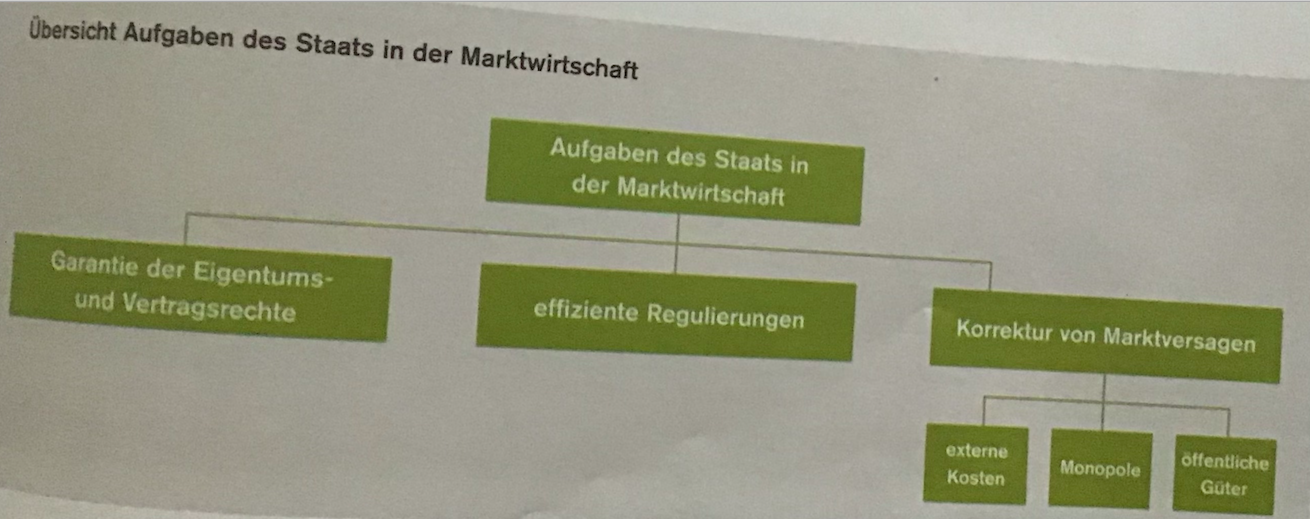 Übersicht Aufgaben des Staats in der Marktwirtschaft
Aufgaben des Staats in
der Marktwirtschaft
Garantie der Eigentums-
und Vertragsrechte
effiziente Regulierungen
Korrektur von Marktversagen
externe
Kosten
Monopole
öffentliche
Güter